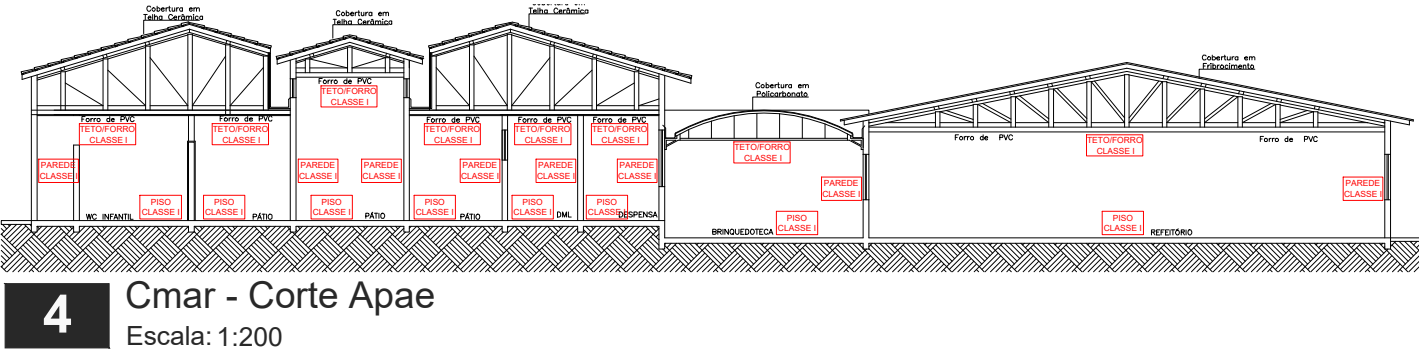 Cobertura em
Telha Cerâmica
Cobertura em
Telha Cerâmica
Cobertura em
Telha Cerâmica
Cobertura em
Policarbonato
Cobertura em
Fribrocimento
Forro de PVC
TETO/FORRO
CLASSE I
Forro de PVC
TETO/FORRO
CLASSE I
Forro de PVC
TETO/FORRO
CLASSE I
Forro de PVC
TETO/FORRO
CLASSE I
Forro de PVC
TETO/FORRO
CLASSE I
Forro de PVC
TETO/FORRO
CLASSE I
TETO/FORRO
CLASSE I
Forro de PVC
TETO/FORRO
CLASSE I
Forro de PVC
PAREDE
CLASSE I
PAREDE
CLASSE I
PAREDE
CLASSE I
PAREDE
CLASSE I
PAREDE
CLASSE I
PAREDE
CLASSE I
PAREDE
CLASSE I
PAREDE
CLASSE I
WC INFANTIL
PISO
CLASSE I
PISO
CLASSE I
PÁTIO
PISO
CLASSE I
PÁTIO
PISO
CLASSE I
PÁTIO
PISO
CLASSE I
DML
PISO
CLASSE I
DESPENSA
BRINQUEDOTECA
PISO
CLASSE I
PISO
CLASSE I
REFEITÓRIO
4
Cmar - Corte Apae
Escala: 1:200